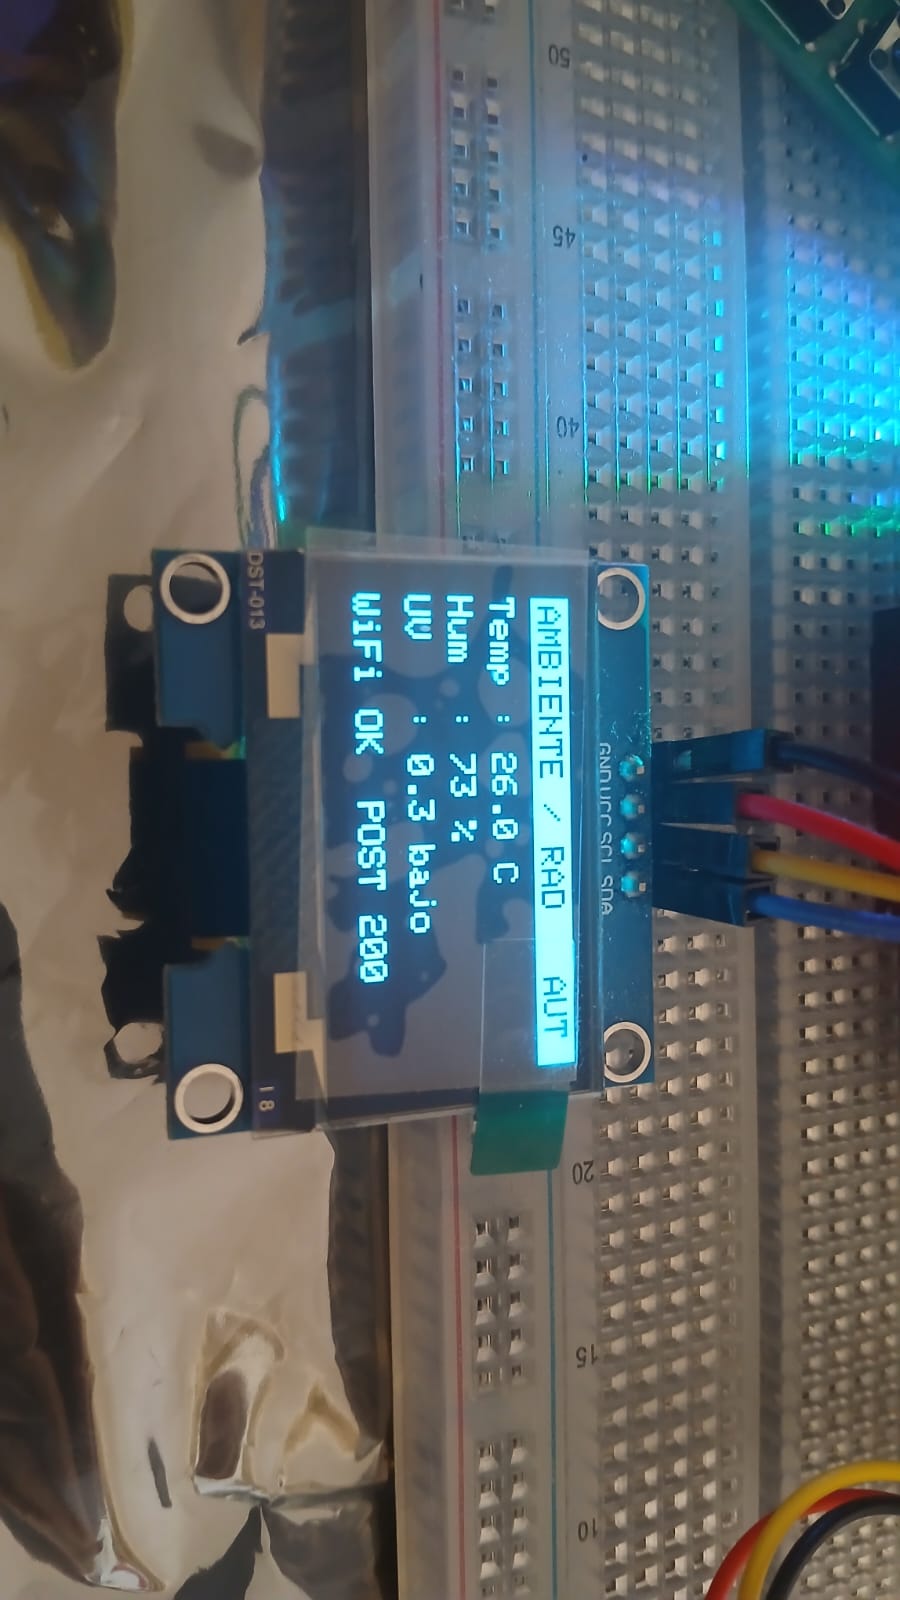 AMBIENTE / RAD AUT
Temp : 26.0 C
Hum : 73 %
UV : 0.3 bajo
WiFi OK POST 200
GND VCC SCL SDA
DST-013
18
50
45
40
20
15
10